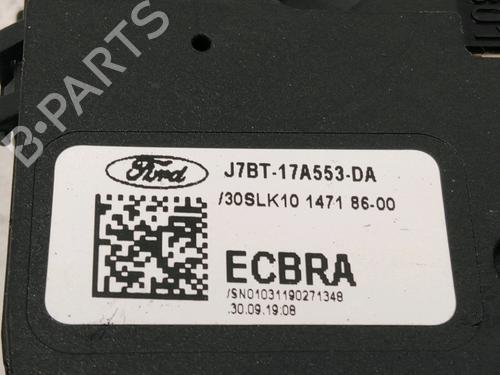 B-PARTS
Ford
J7BT-17A553-DA
/30SLK10 1471 86-00
ECBRA
/SN01031190271348
.30.09.19:08